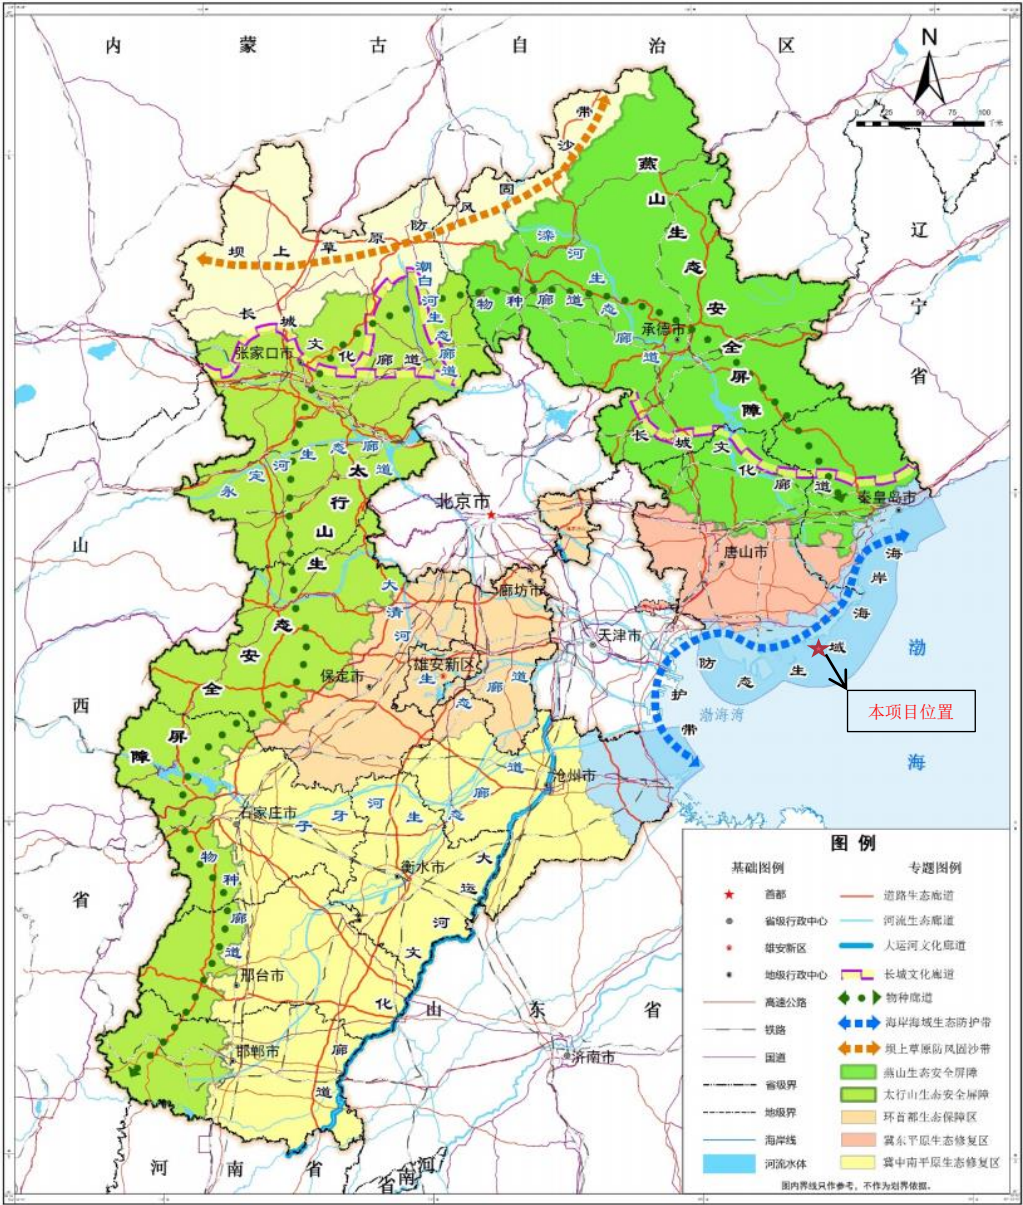 内 蒙 古 自 治 区
N
0 25 50 75 100
千米
辽 宁 省
坝 上 草 原 防 风 固 沙 带
燕 山 生 态 安 全 屏 障
滦 河 生 态 廊 道
潮 白 河 生 态 廊 道
物 种 廊 道
长 城 文 化 廊 道
张家口市
承德市
长 城 文 化 廊 道
秦皇岛市
永 定 河 生 态 廊 道
太 行 山 生 态 安 全 屏 障
北京市
唐山市
廊坊市
天津市
大 清 河 生 态 廊 道
雄安新区
保定市
海 岸 海 域 生 态 防 护 带
渤海湾
渤 海
本项目位置
山 西 省
沧州市
石家庄市
子 牙 河 生 态 廊 道
衡水市
大 运 河 文 化 廊 道
物 种 廊 道
邢台市
邯郸市
山 东 省
济南市
河 南 省
河 南 省
图 例
基础图例
首都
省级行政中心
雄安新区
地级行政中心
高速公路
铁路
国道
省级界
地级界
海岸线
河流水体
专题图例
道路生态廊道
河流生态廊道
大运河文化廊道
长城文化廊道
物种廊道
海岸海域生态防护带
坝上草原防风固沙带
燕山生态安全屏障
太行山生态安全屏障
环首都生态保障区
冀东平原生态修复区
冀中南平原生态修复区
图内界线只作参考，不作为划界依据。